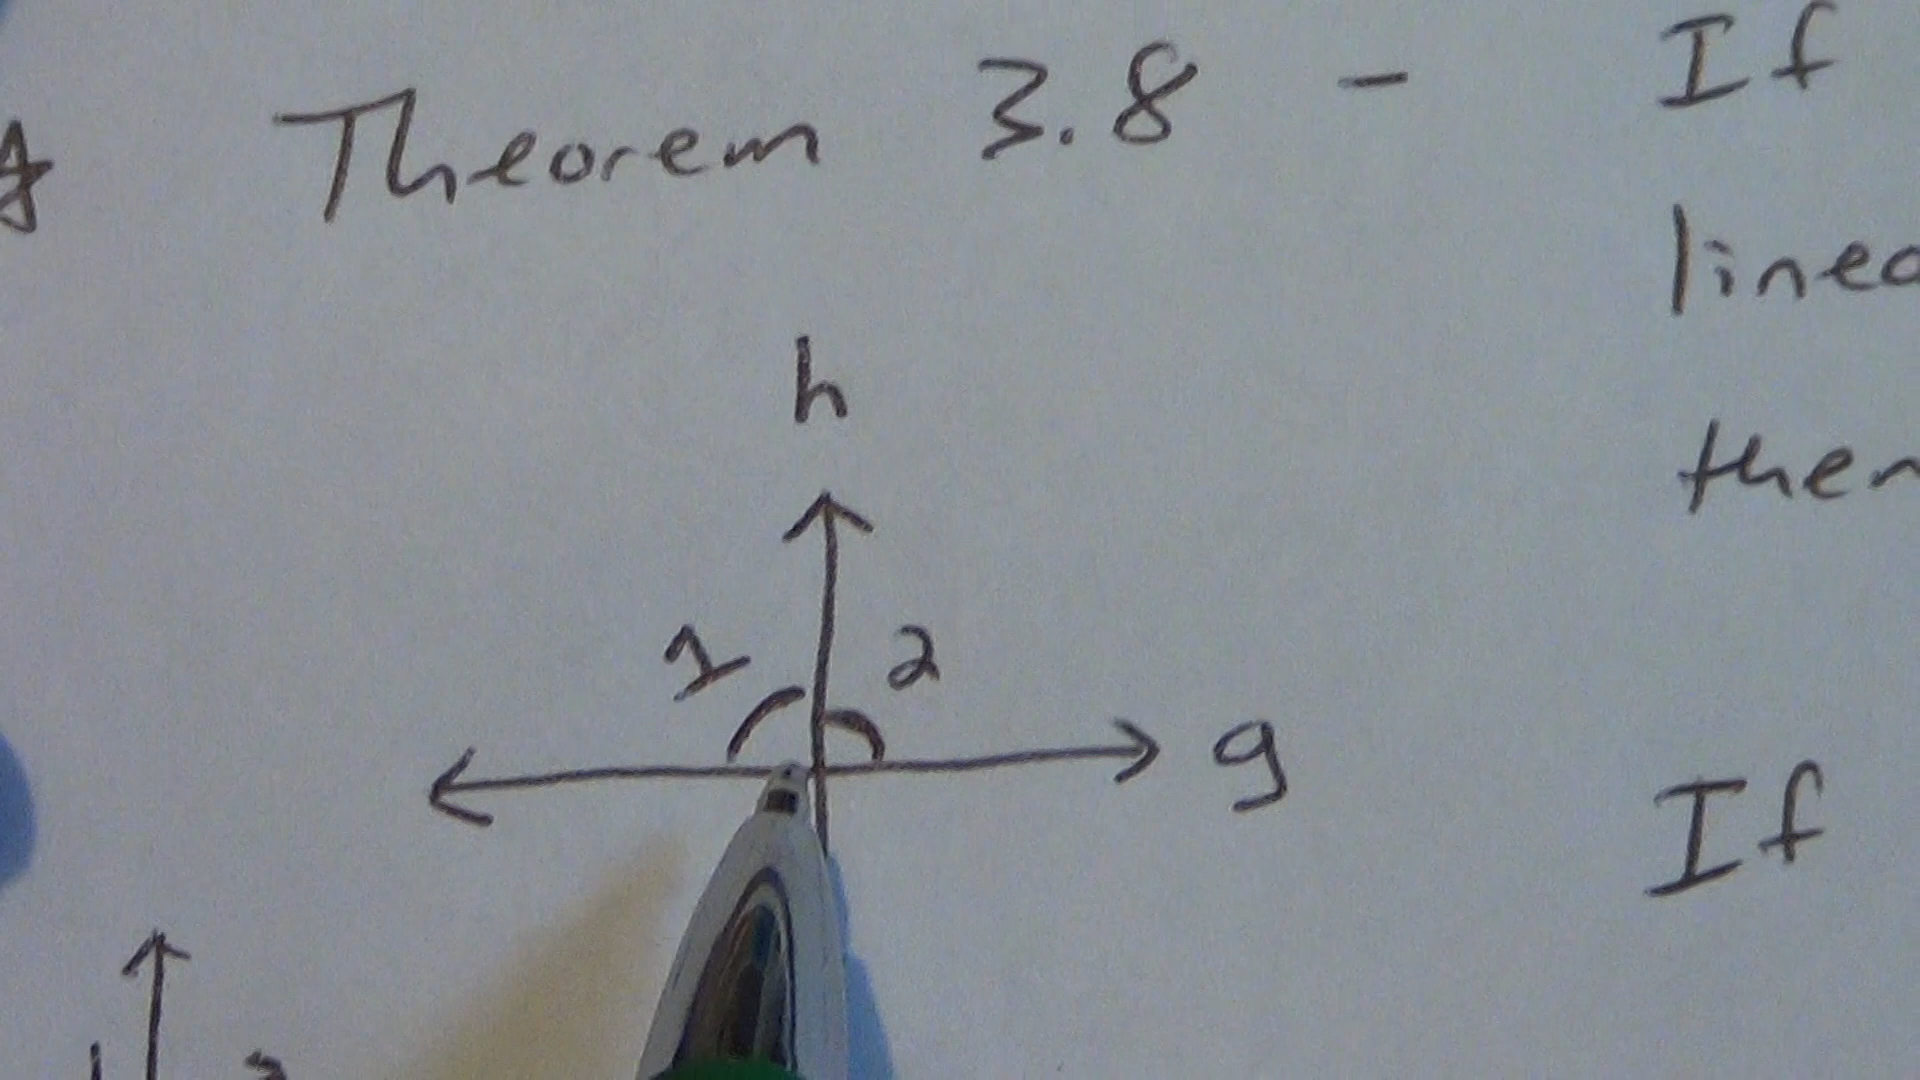 Theorem 3.8 - If
then
h
1 2
g
If